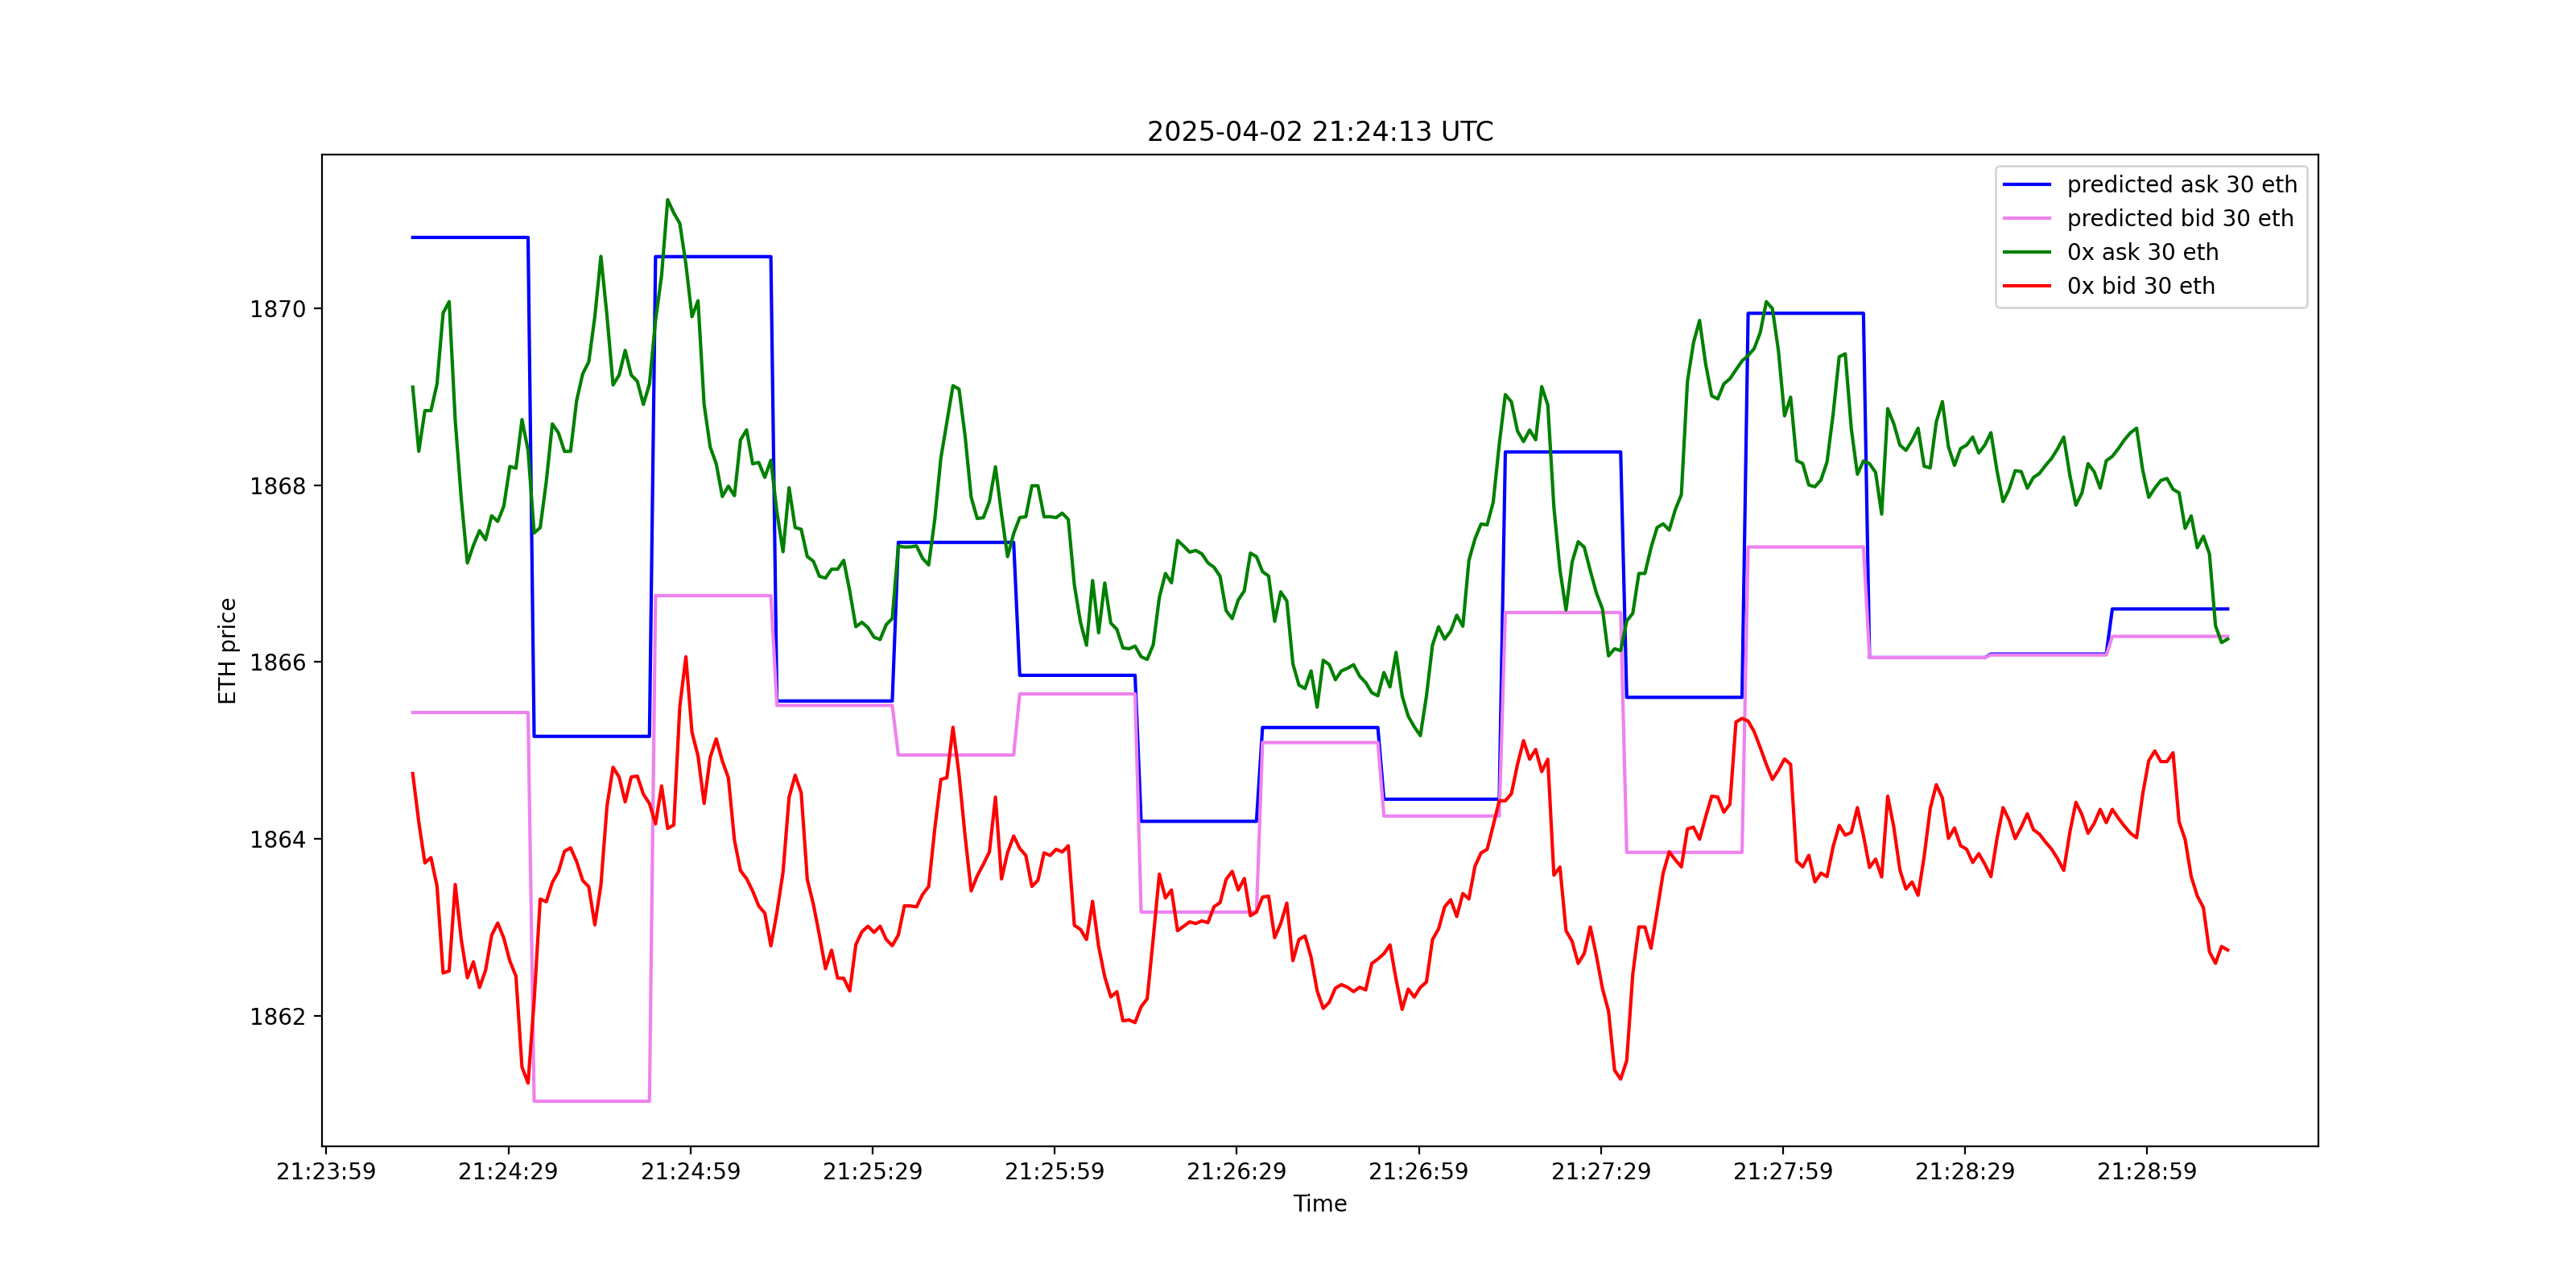 2025-04-02 21:24:13 UTC
predicted ask 30 eth
predicted bid 30 eth
0x ask 30 eth
0x bid 30 eth
ETH price
1870
1868
1866
1864
1862
21:23:59
21:24:29
21:24:59
21:25:29
21:25:59
21:26:29
21:26:59
21:27:29
21:27:59
21:28:29
21:28:59
Time